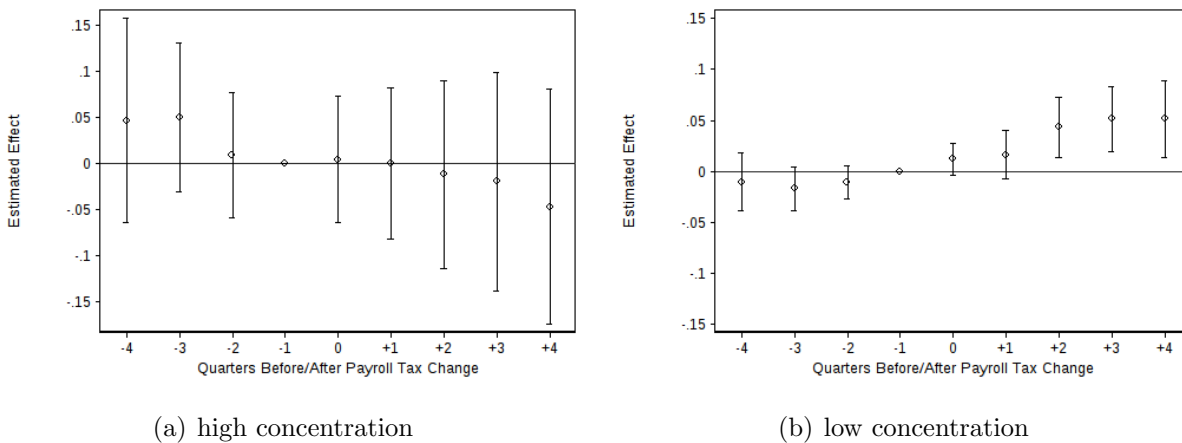 Estimated Effect
.15
.1
.05
0
-.05
-.1
-.15
-4 -3 -2 -1 0 +1 +2 +3 +4
Quarters Before/After Payroll Tax Change
(a) high concentration
Estimated Effect
.15
.1
.05
0
-.05
-.1
-.15
-4 -3 -2 -1 0 +1 +2 +3 +4
Quarters Before/After Payroll Tax Change
(b) low concentration